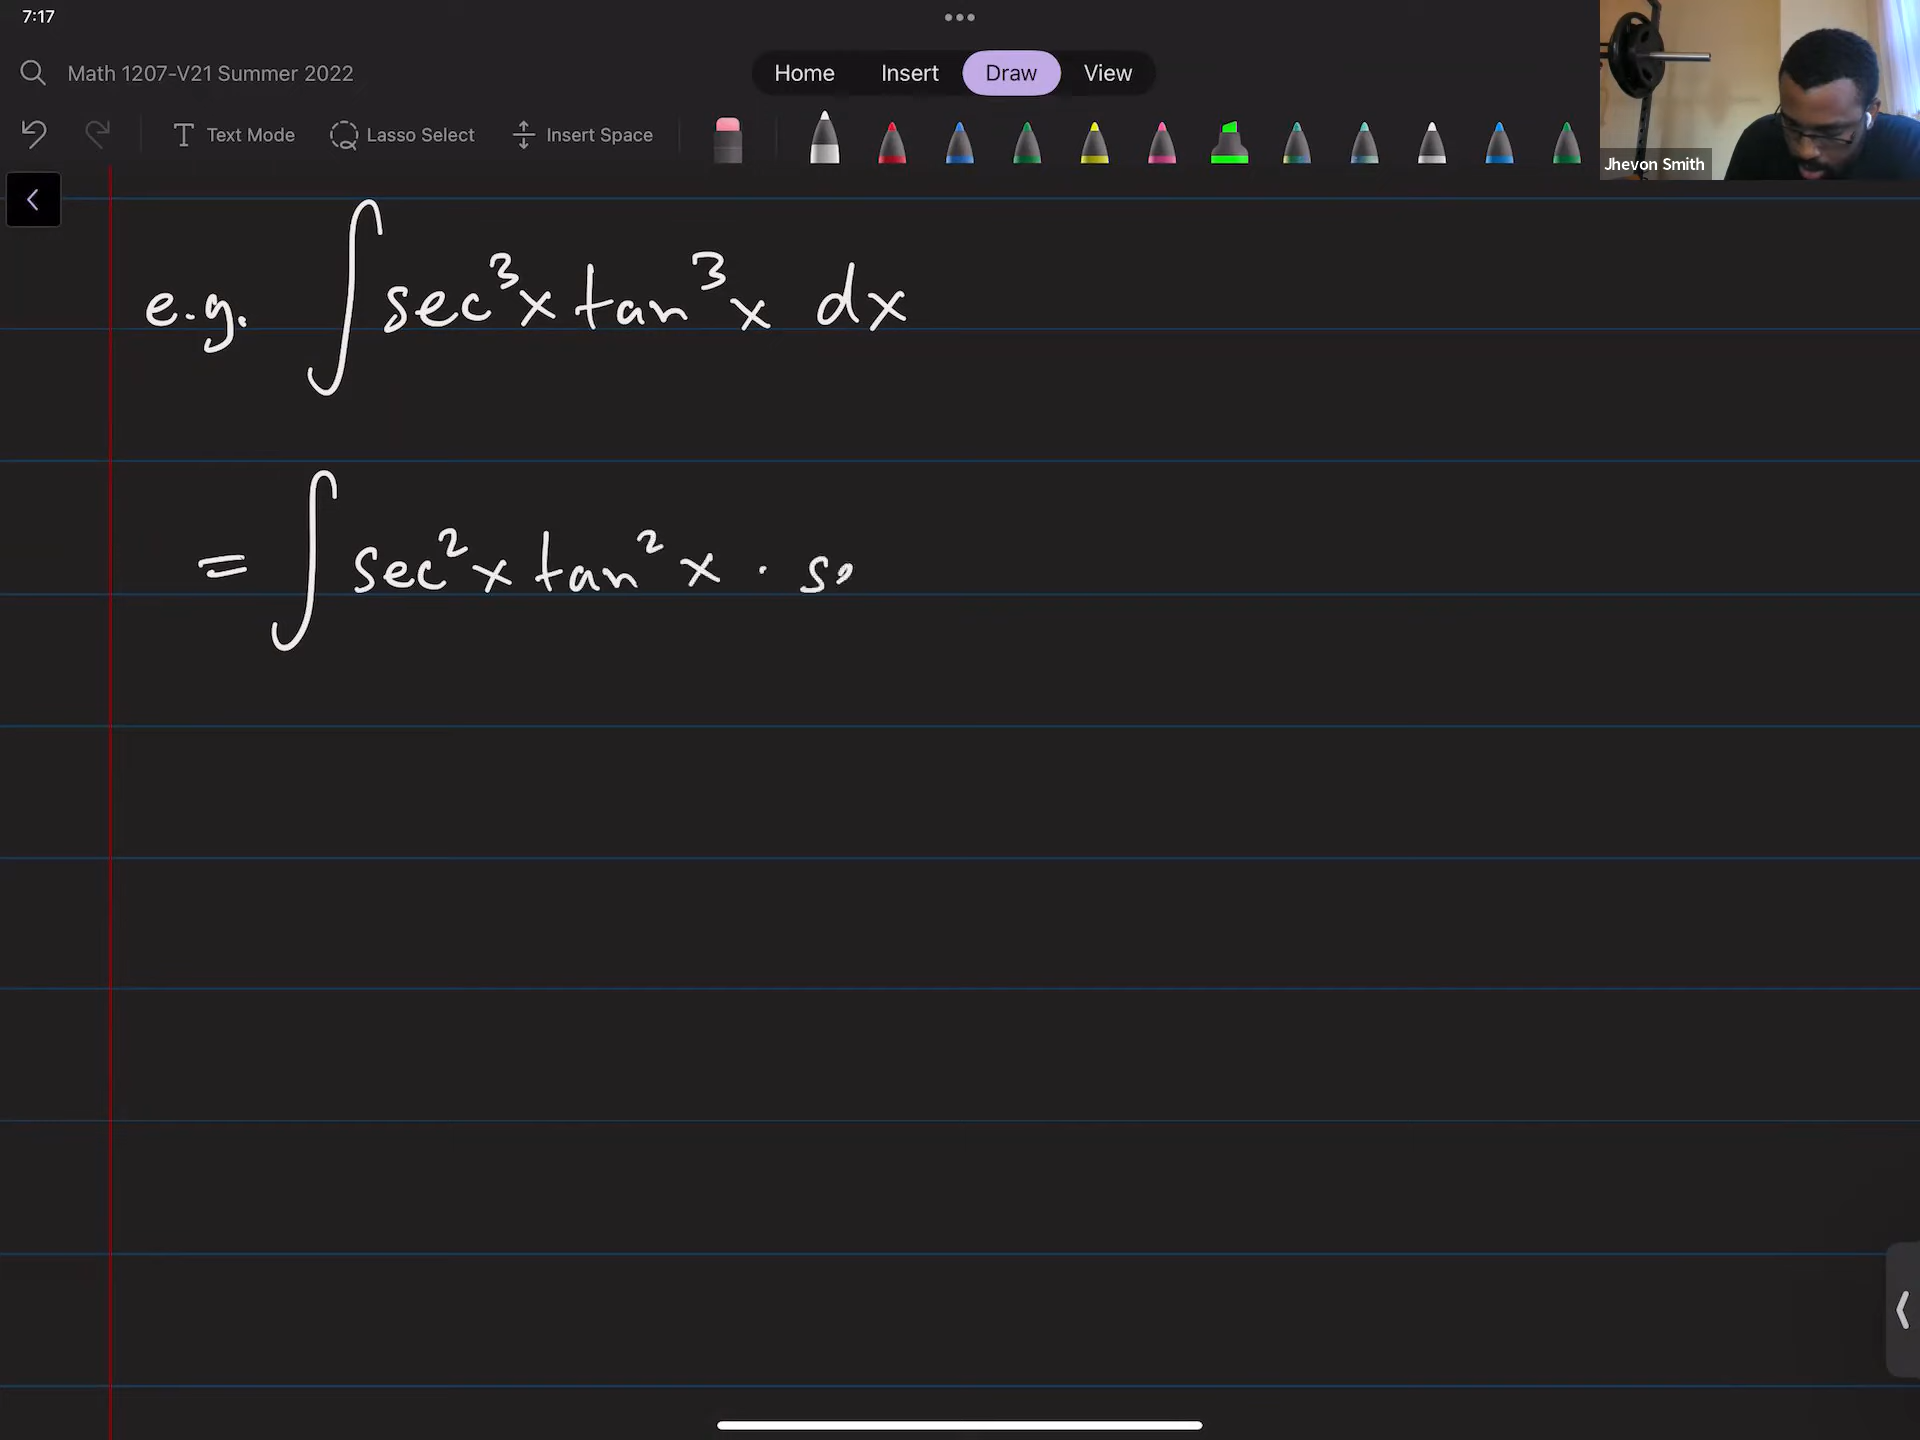 7:17
Math 1207-V21 Summer 2022
Home Insert Draw View
Text Mode Lasso Select Insert Space
Jhevon Smith
e.g. ∫ sec³x tan³x dx
= ∫ sec²x tan²x · s